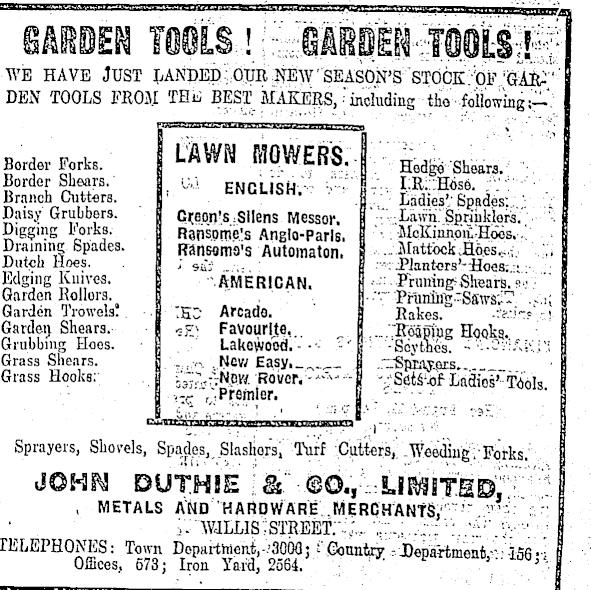 GARDEN TOOLS! GARDEN TOOLS!
WE HAVE JUST LANDED OUR NEW SEASON'S STOCK OF GAR-
DEN TOOLS FROM THE BEST MAKERS, including the following:—
Border Forks.
Border Shears.
Branch Cutters.
Daisy Grubbers.
Digging Forks.
Draining Spades.
Dutch Hoes.
Edging Knives.
Garden Rollers.
Garden Trowels.
Garden Shears.
Grubbing Hoes.
Grass Shears.
Grass Hooks.
LAWN MOWERS.
ENGLISH.
Green's Silens Messor.
Ransome's Anglo-Paris.
Ransome's Automaton.
AMERICAN.
Arcade.
Favourite.
Lakewood.
New Easy.
New Rover.
Premier.
Hedge Shears.
I.R. Hose.
Ladies' Spades.
Lawn Sprinklers.
McKinnon Hoes.
Mattock Hoes.
Planters' Hoes.
Pruning Shears.
Pruning Saws.
Rakes.
Reaping Hooks.
Scythes.
Sprayers.
Sets of Ladies' Tools.
Sprayers, Shovels, Spades, Slashers, Turf Cutters, Weeding Forks.
JOHN DUTHIE & CO., LIMITED,
METALS AND HARDWARE MERCHANTS,
WILLIS STREET.
TELEPHONES: Town Department, 3006; Country Department, 156;
Offices, 573; Iron Yard, 2564.